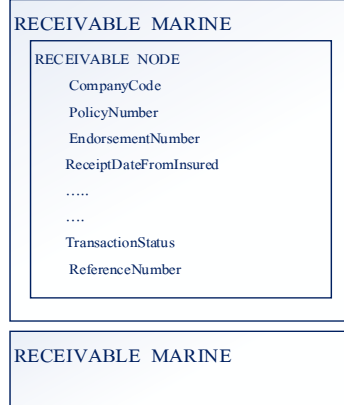 RECEIVABLE MARINE
RECEIVABLE NODE
CompanyCode
PolicyNumber
EndorsementNumber
ReceiptDateFromInsured
.....
....
TransactionStatus
ReferenceNumber
RECEIVABLE MARINE